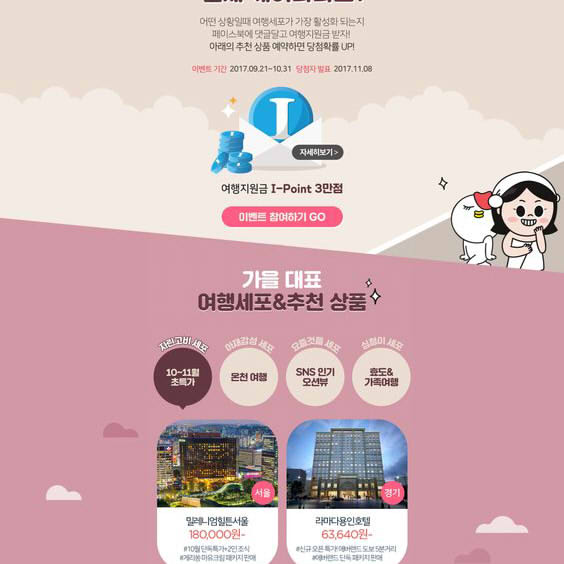 어떤 상황일때 여행세포가 가장 활성화 되는지
페이스북에 댓글달고 여행지원금 받자!
아래의 추천 상품 예약하면 당첨확률 UP!
이벤트 기간 2017.09.21~10.31 당첨자 발표 2017.11.08
J
자세히보기 >
여행지원금 I-Point 3만점
이벤트 참여하기 GO
가을 대표
여행세포&추천 상품
자린고비 세포
아재감성 세포
요즘것들 세포
심청이 세포
10~11월
초특가
온천 여행
SNS 인기
오션뷰
효도&
가족여행
서울
경기
밀레니엄힐튼서울
180,000원~
#10월 단독특가+2인 조식
#게리쏭 마유크림 패키지 판매
라마다용인호텔
63,640원~
#신규 오픈 특가! 에버랜드 도보 5분거리
#에버랜드 단독 패키지 판매